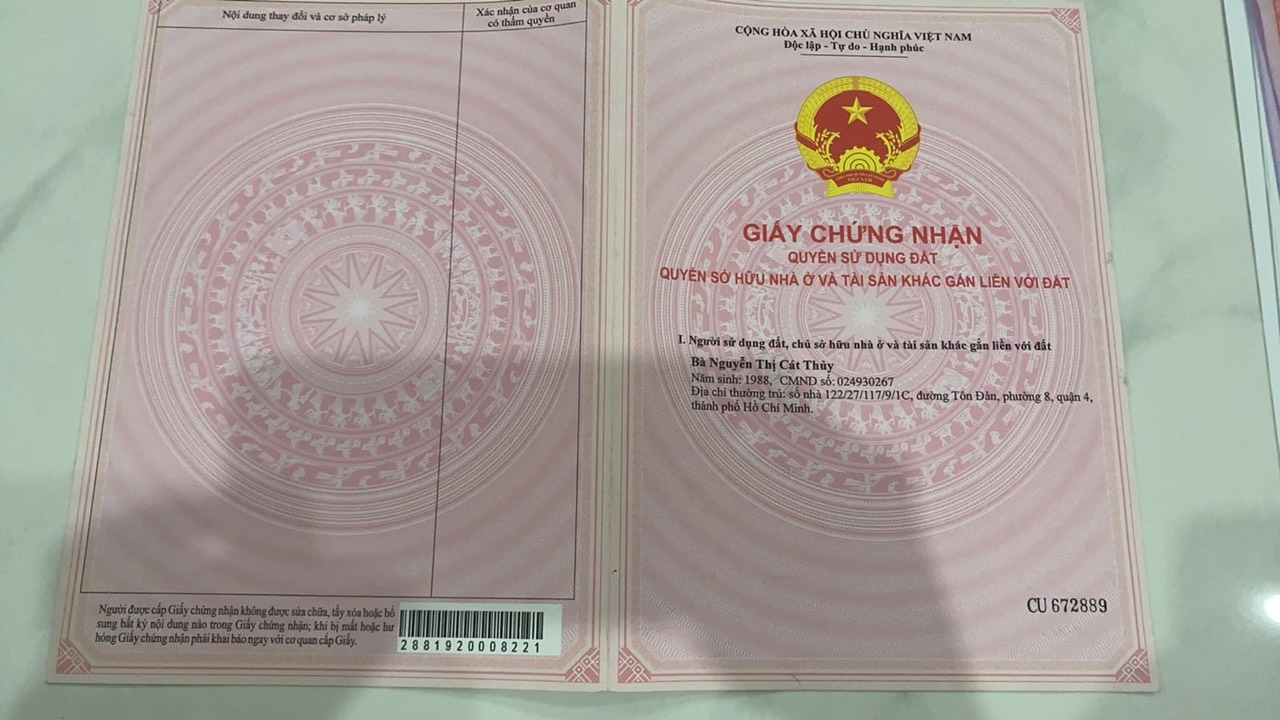 Nội dung thay đổi và cơ sở pháp lý
Xác nhận của cơ quan
có thẩm quyền
Người được cấp Giấy chứng nhận không được sửa chữa, tẩy xóa hoặc bổ
sung bất kỳ nội dung nào trong Giấy chứng nhận; khi bị mất hoặc hư
hỏng Giấy chứng nhận phải khai báo ngay với cơ quan cấp Giấy.
2881920008221
CỘNG HÒA XÃ HỘI CHỦ NGHĨA VIỆT NAM
Độc lập - Tự do - Hạnh phúc
VIỆT NAM
GIẤY CHỨNG NHẬN
QUYỀN SỬ DỤNG ĐẤT
QUYỀN SỞ HỮU NHÀ Ở VÀ TÀI SẢN KHÁC GẮN LIỀN VỚI ĐẤT
I. Người sử dụng đất, chủ sở hữu nhà ở và tài sản khác gắn liền với đất
Bà Nguyễn Thị Cát Thủy
Năm sinh: 1988, CMND số: 024930267
Địa chỉ thường trú: số nhà 122/27/117/9/1C, đường Tôn Đản, phường 8, quận 4,
thành phố Hồ Chí Minh.
CU 672889